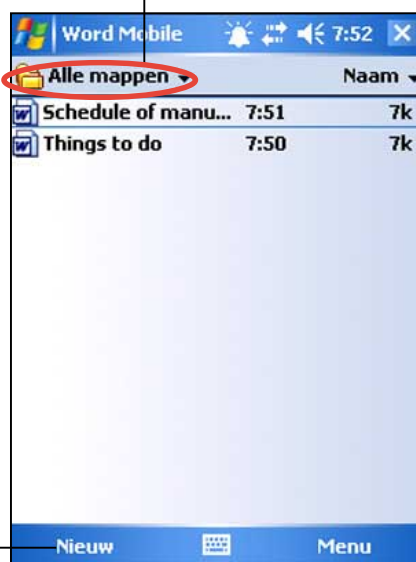 Word Mobile 7:52
Alle mappen Naam
Schedule of manu... 7:51 7k
Things to do 7:50 7k
Nieuw Menu